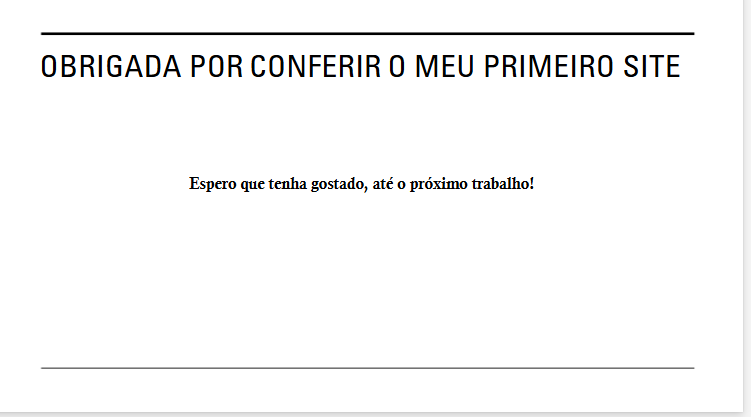 OBRIGADA POR CONFERIR O MEU PRIMEIRO SITE
Espero que tenha gostado, até o próximo trabalho!